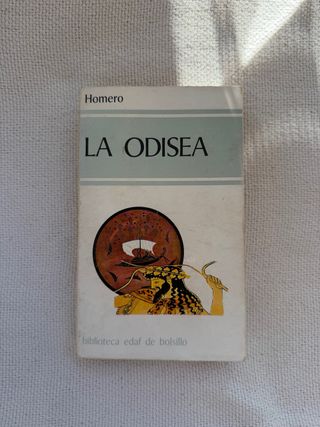 Homero
LA ODISEA
biblioteca edaf de bolsillo